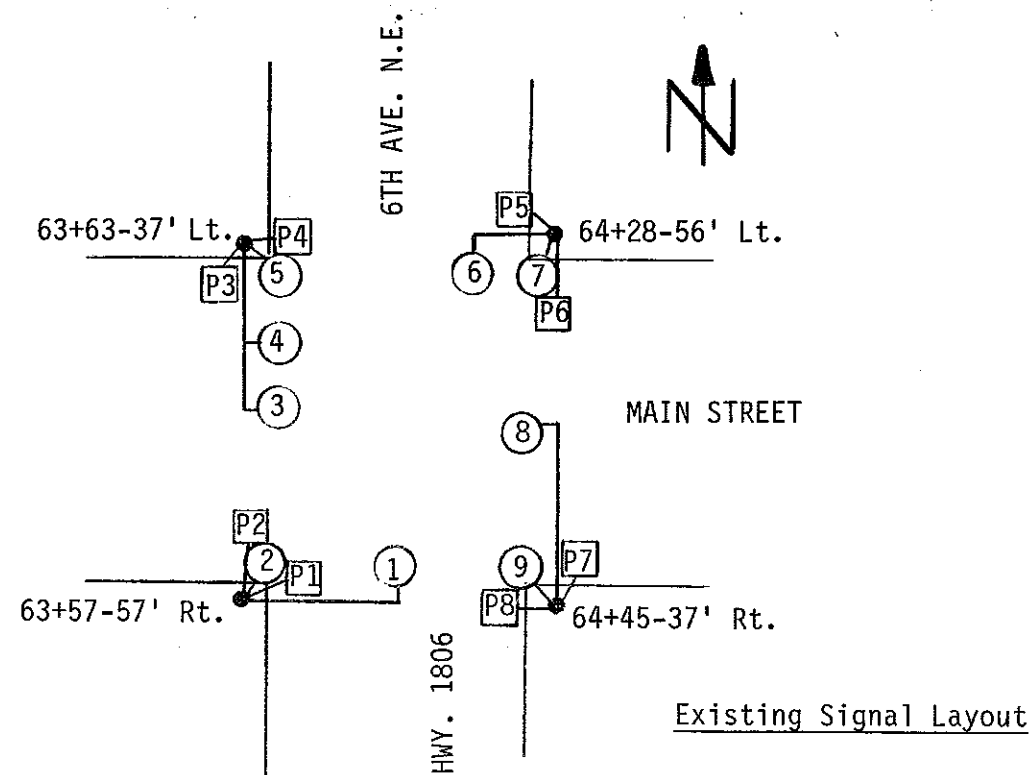 6TH AVE. N.E.
N
63+63-37' Lt.
P4
P3
5
4
3
P5
64+28-56' Lt.
6
7
P6
MAIN STREET
8
P2
2
P1
1
63+57-57' Rt.
9
P7
P8
64+45-37' Rt.
HWY. 1806
Existing Signal Layout